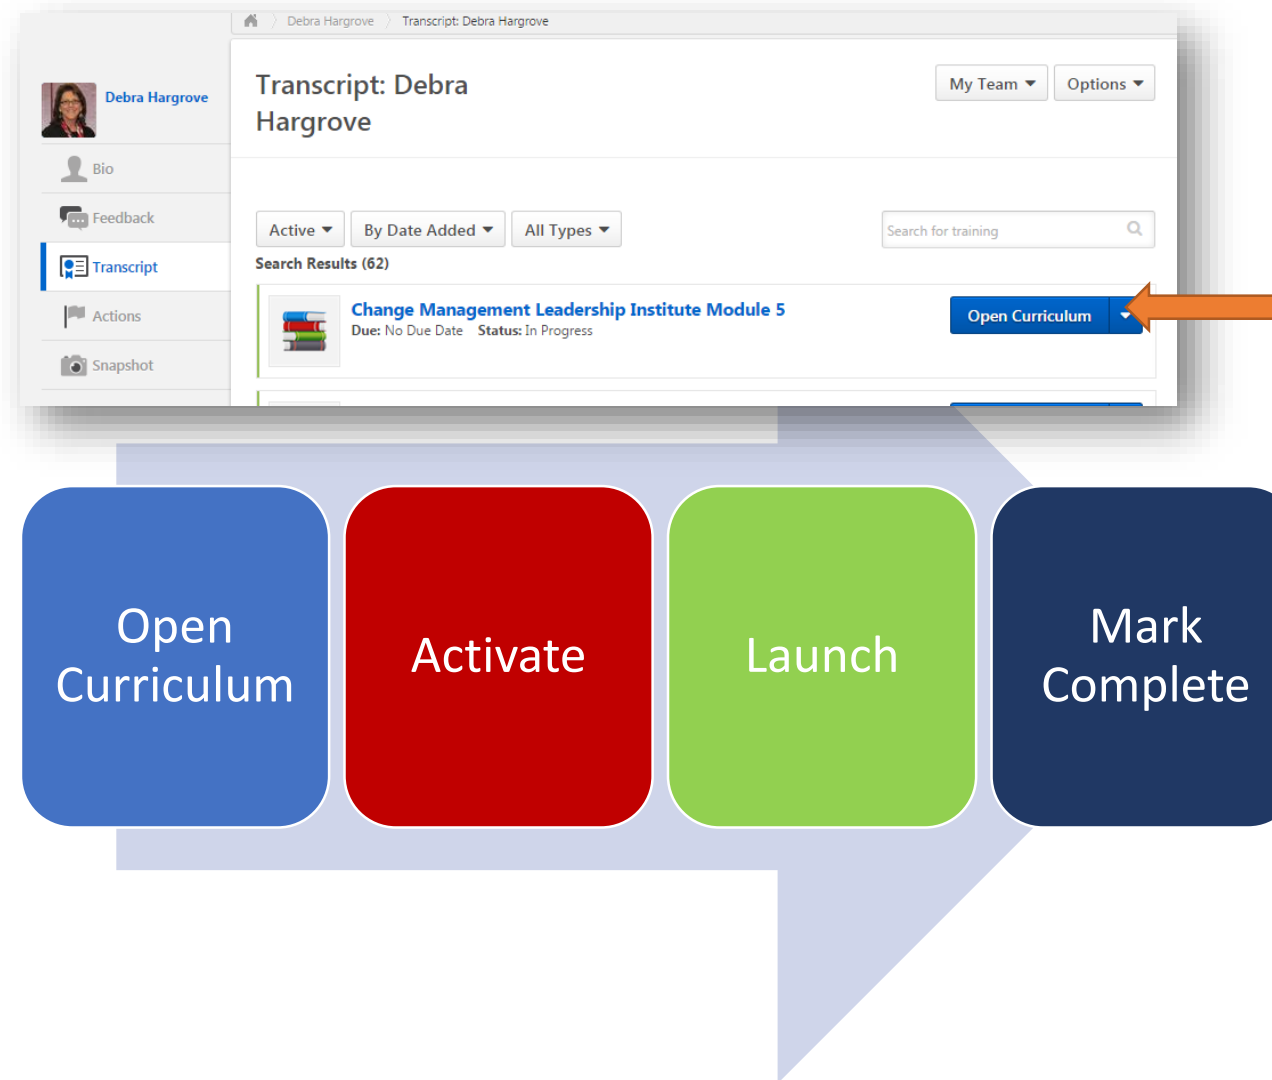 Debra Hargrove
Transcript: Debra Hargrove
Debra Hargrove
Bio
Feedback
Transcript
Actions
Snapshot
Transcript: Debra
Hargrove
My Team
Options
Active
By Date Added
All Types
Search for training
Search Results (62)
Change Management Leadership Institute Module 5
Due: No Due Date Status: In Progress
Open Curriculum
Open
Curriculum
Activate
Launch
Mark
Complete